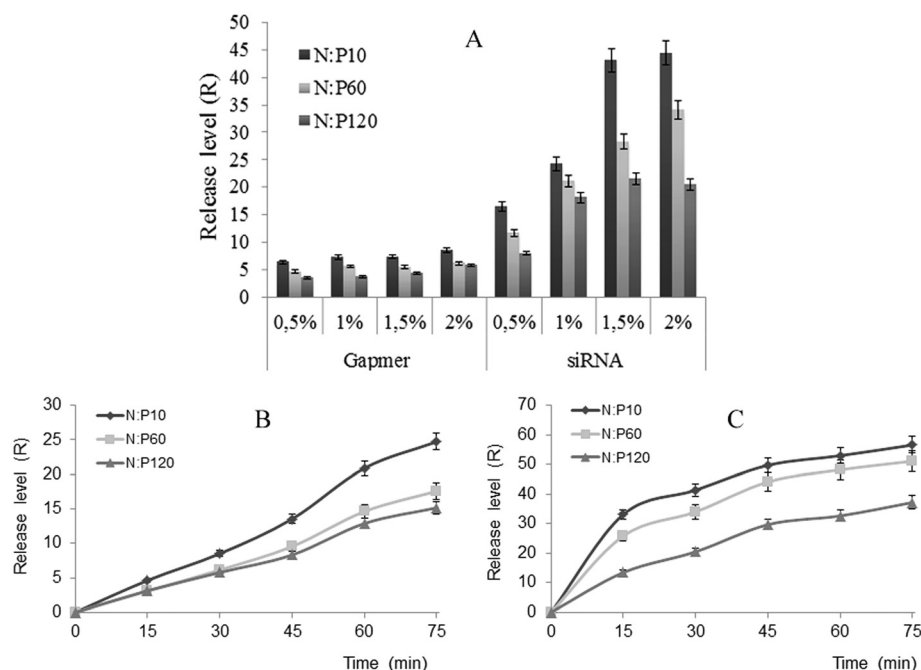 A
Release level (R)
50
45
40
35
30
25
20
15
10
5
0
N:P10
N:P60
N:P120
0,5% 1% 1,5% 2% 0,5% 1% 1,5% 2%
Gapmer siRNA
B
Release level (R)
30
25
20
15
10
5
0
N:P10
N:P60
N:P120
0 15 30 45 60 75
Time (min)
C
Release level (R)
70
60
50
40
30
20
10
0
N:P10
N:P60
N:P120
0 15 30 45 60 75
Time (min)